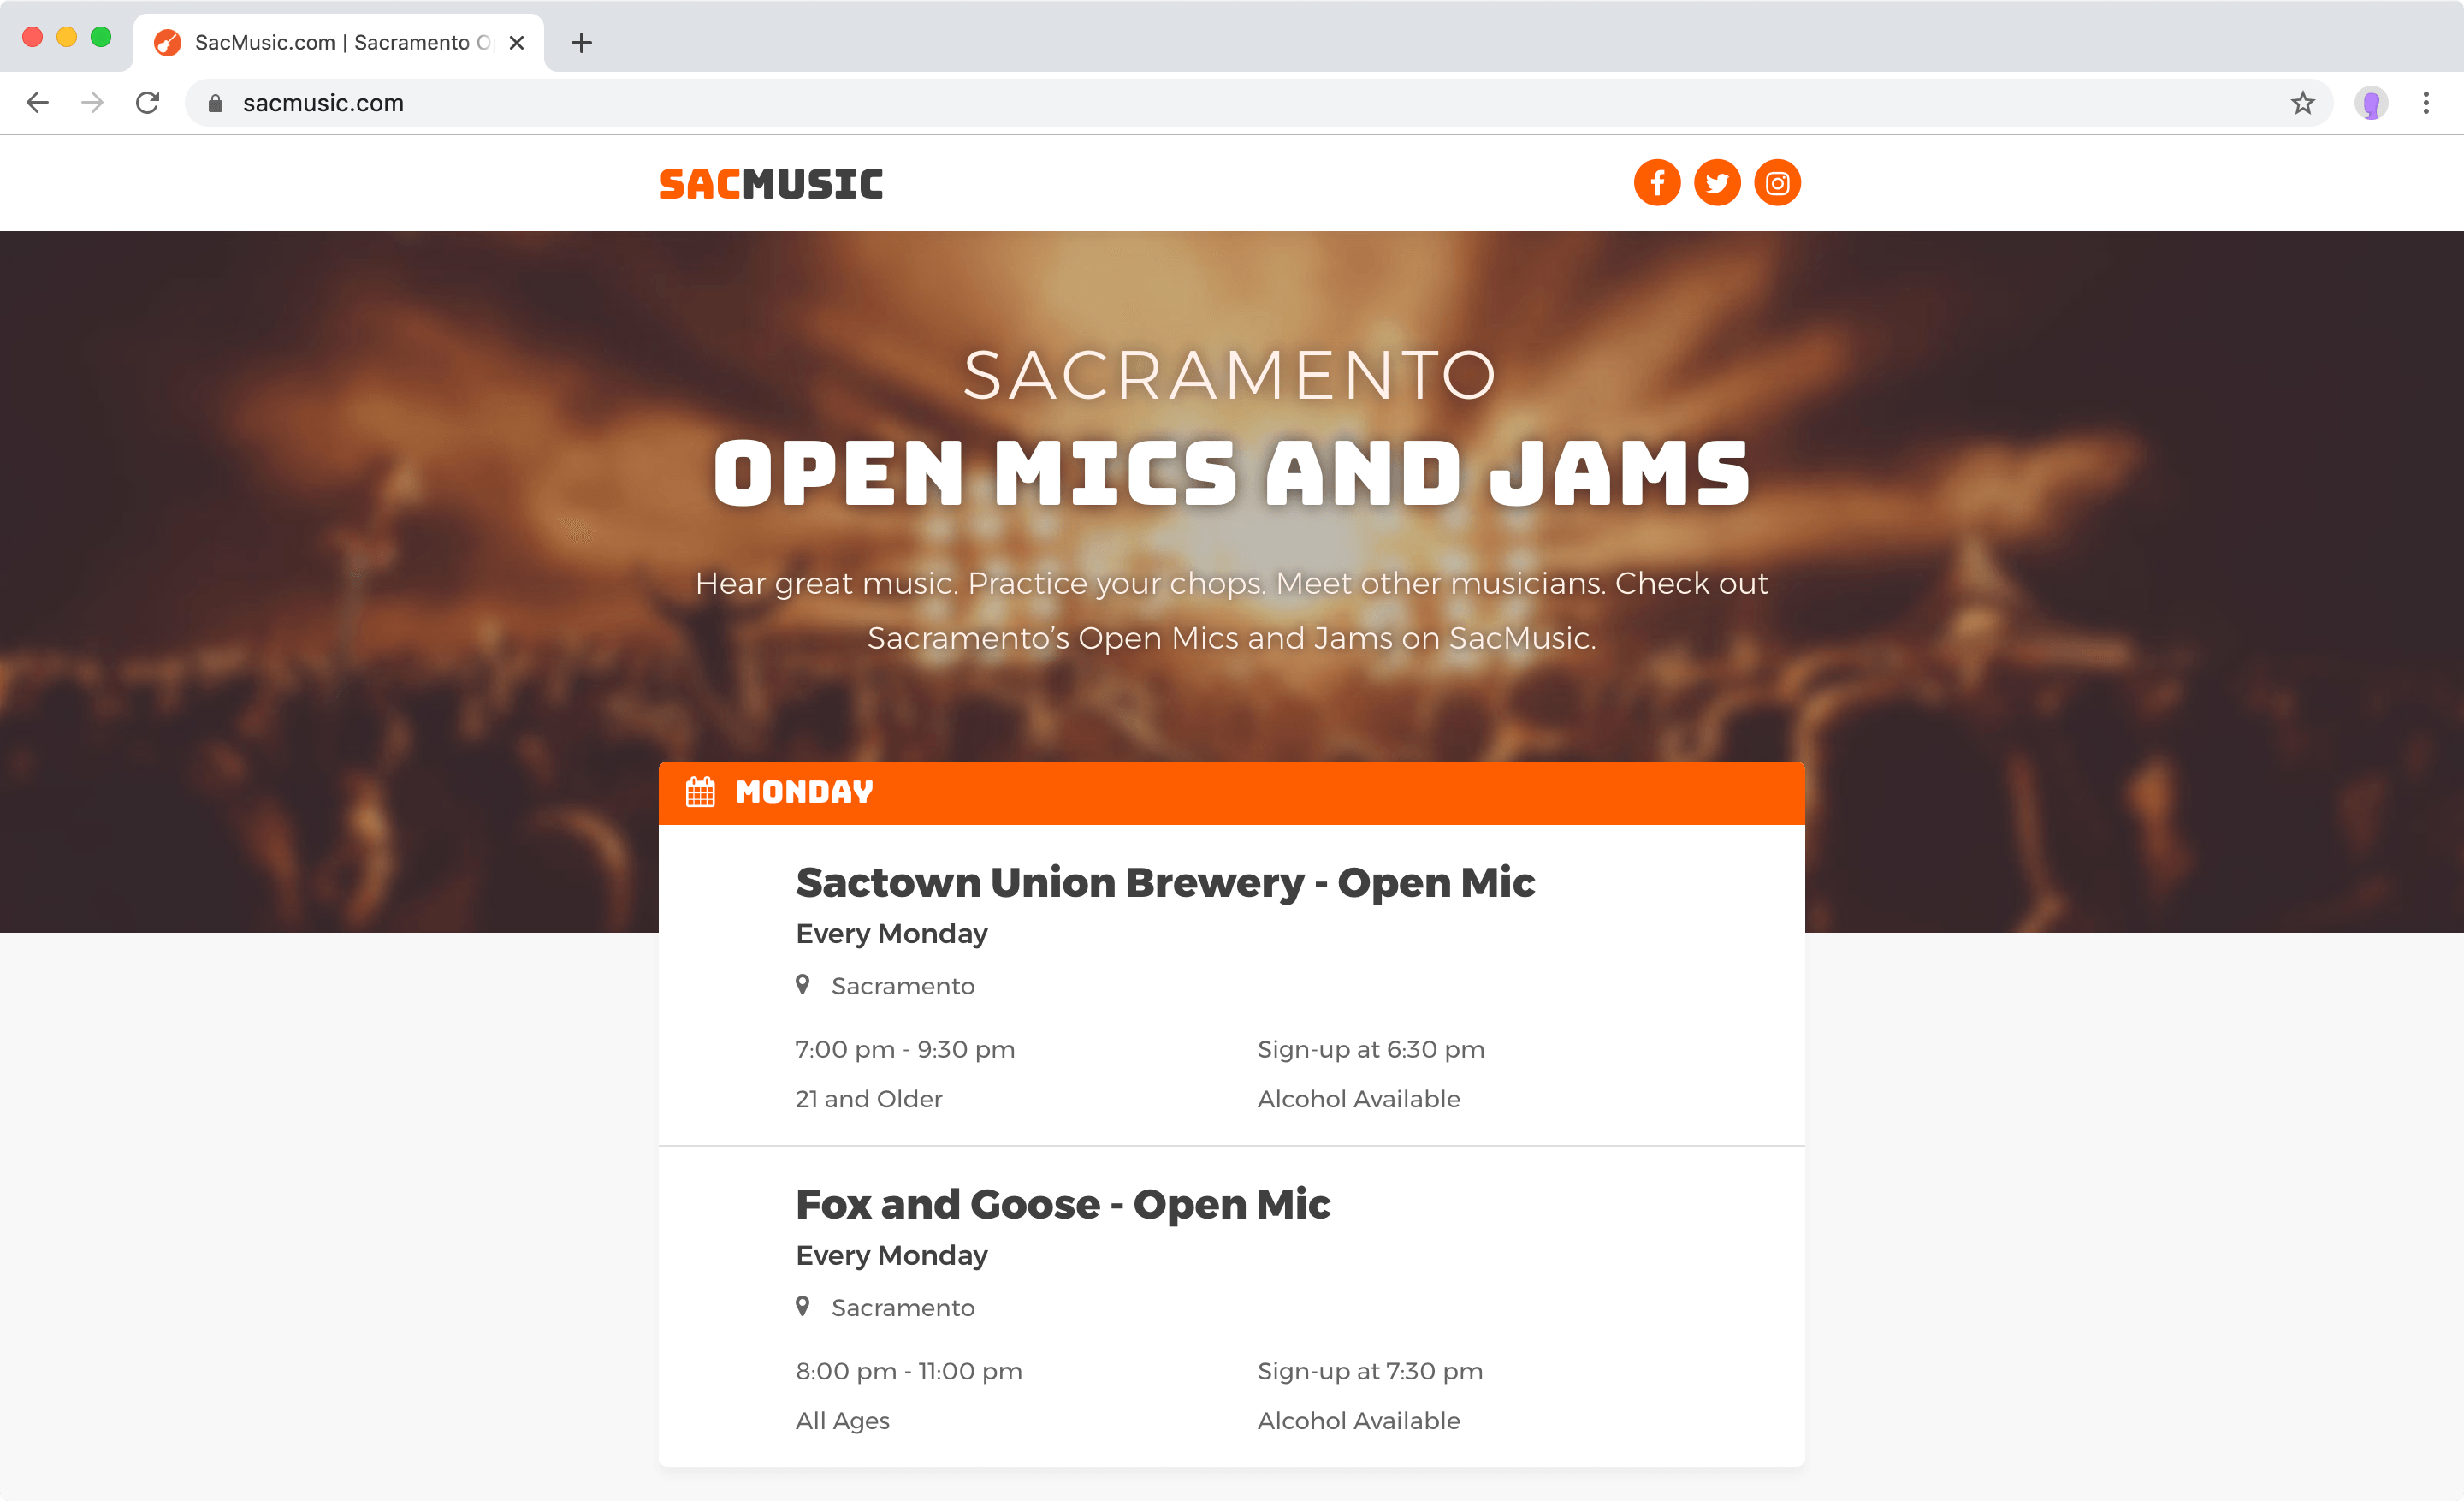 SacMusic.com | Sacramento O
sacmusic.com
SACMUSIC
SACRAMENTO
OPEN MICS AND JAMS
Hear great music. Practice your chops. Meet other musicians. Check out
Sacramento’s Open Mics and Jams on SacMusic.
MONDAY
Sactown Union Brewery - Open Mic
Every Monday
Sacramento
7:00 pm - 9:30 pm
Sign-up at 6:30 pm
21 and Older
Alcohol Available
Fox and Goose - Open Mic
Every Monday
Sacramento
8:00 pm - 11:00 pm
Sign-up at 7:30 pm
All Ages
Alcohol Available